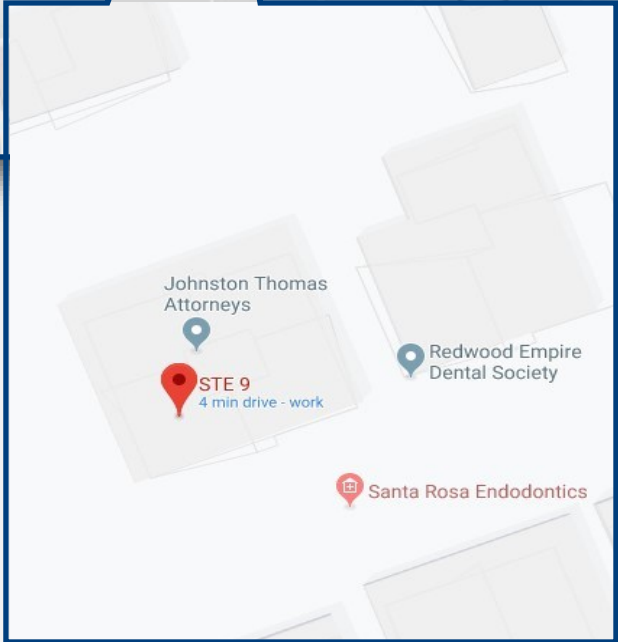 Johnston Thomas
Attorneys
STE 9
4 min drive - work
Redwood Empire
Dental Society
Santa Rosa Endodontics